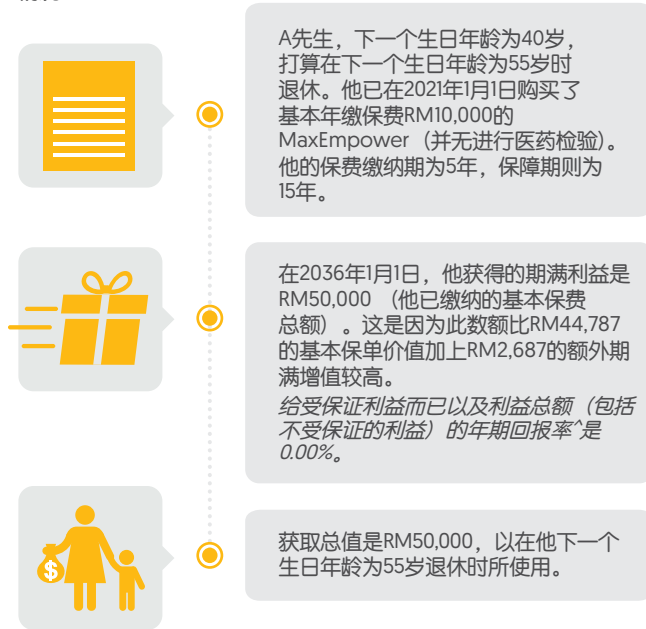 A先生，下一个生日年龄为40岁，
打算在下一个生日年龄为55岁时
退休。他已在2021年1月1日购买了
基本年缴保费RM10,000的
MaxEmpower（并无进行医药检验）。
他的保费缴纳期为5年，保障期则为
15年。
在2036年1月1日，他获得的期满利益是
RM50,000 （他已缴纳的基本保费
总额）。这是因为此数额比RM44,787
的基本保单价值加上RM2,687的额外期
满增值较高。
给受保证利益而已以及利益总额（包括
不受保证的利益）的年期回报率^是
0.00%。
$
获取总值是RM50,000，以在他下一个
生日年龄为55岁退休时所使用。